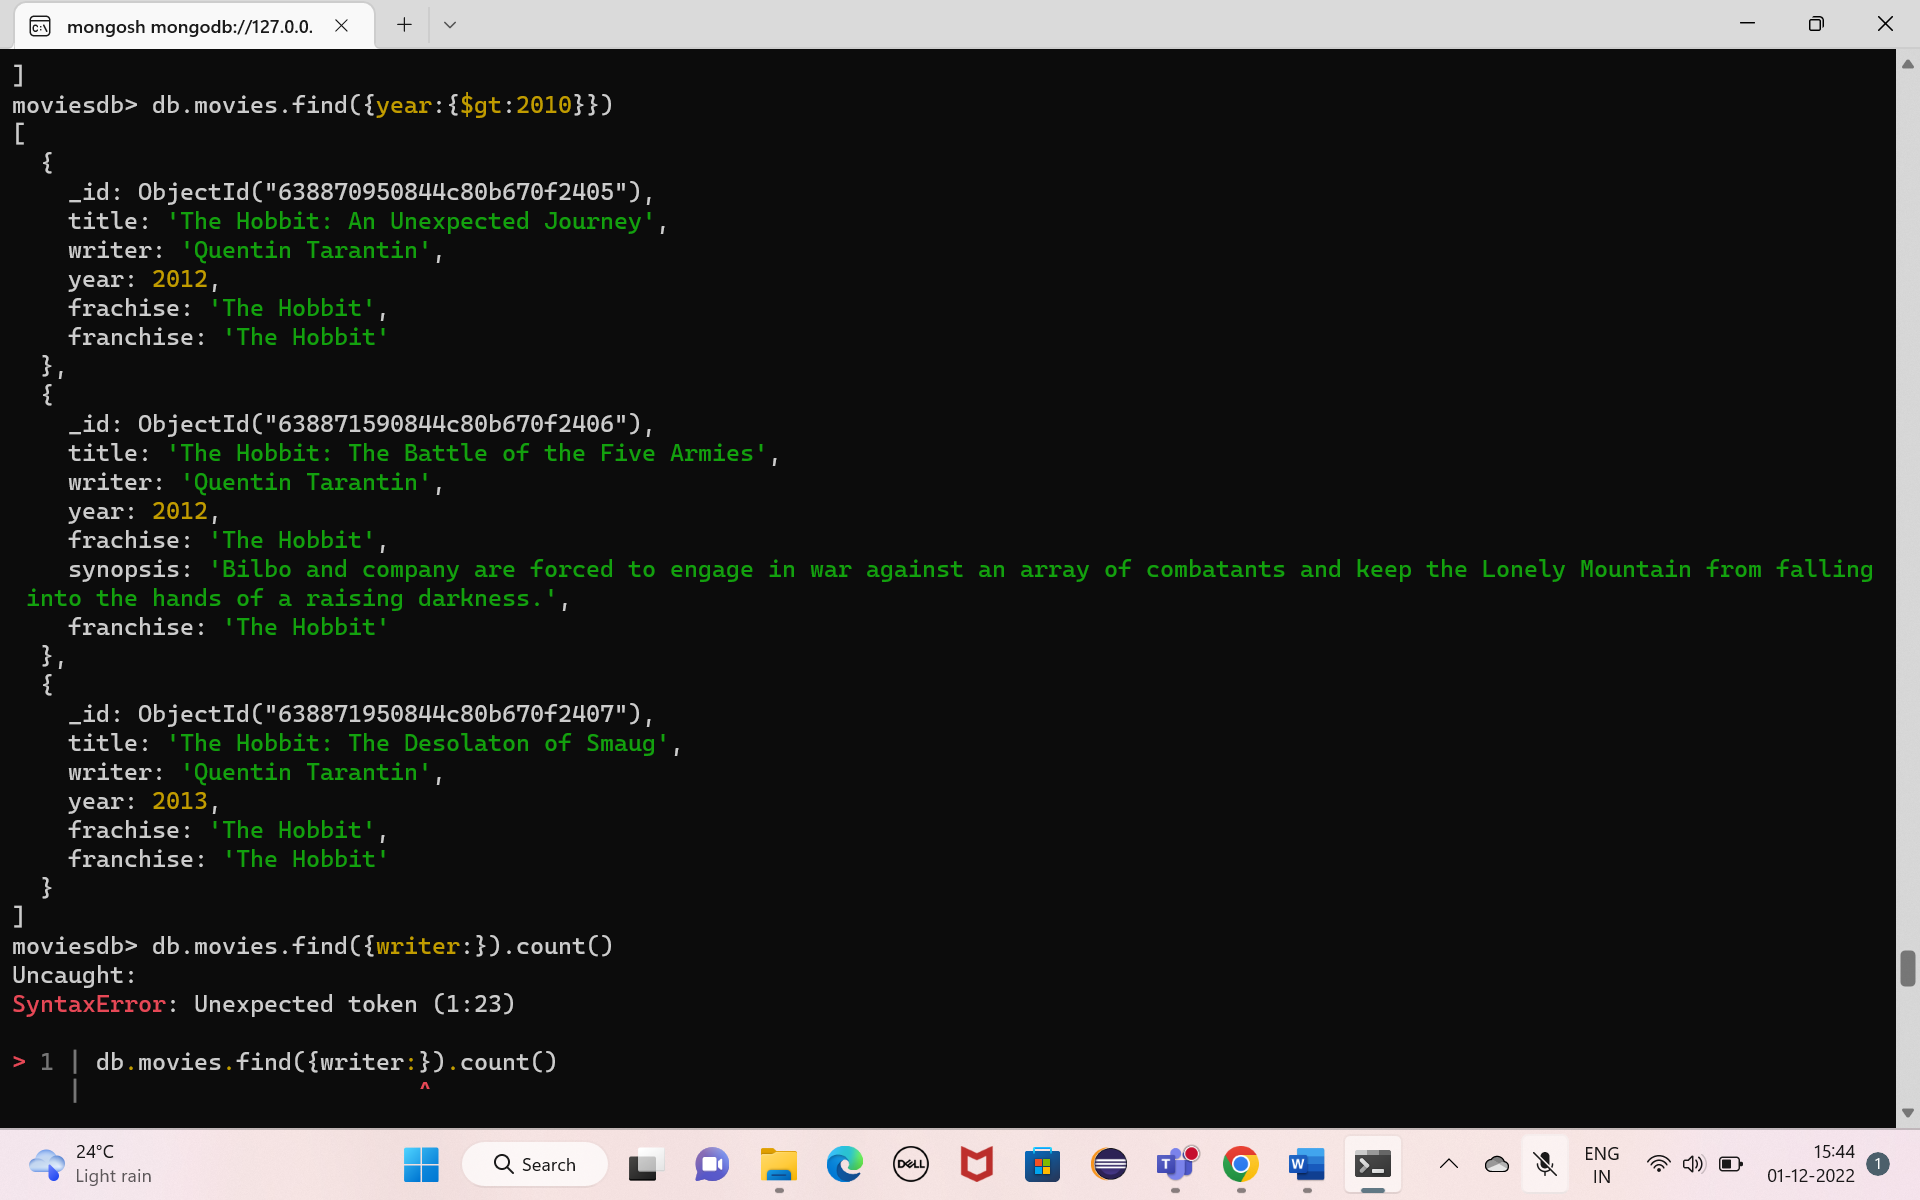 mongosh mongodb://127.0.0.
]
moviesdb> db.movies.find({year:{$gt:2010}})
[
  {
    _id: ObjectId("638870950844c80b670f2405"),
    title: 'The Hobbit: An Unexpected Journey',
    writer: 'Quentin Tarantin',
    year: 2012,
    frachise: 'The Hobbit',
    franchise: 'The Hobbit'
  },
  {
    _id: ObjectId("638871590844c80b670f2406"),
    title: 'The Hobbit: The Battle of the Five Armies',
    writer: 'Quentin Tarantin',
    year: 2012,
    frachise: 'The Hobbit',
    synopsis: 'Bilbo and company are forced to engage in war against an array of combatants and keep the Lonely Mountain from falling
 into the hands of a raising darkness.',
    franchise: 'The Hobbit'
  },
  {
    _id: ObjectId("638871950844c80b670f2407"),
    title: 'The Hobbit: The Desolaton of Smaug',
    writer: 'Quentin Tarantin',
    year: 2013,
    frachise: 'The Hobbit',
    franchise: 'The Hobbit'
  }
]
moviesdb> db.movies.find({writer:}).count()
Uncaught:
SyntaxError: Unexpected token (1:23)
> 1 | db.movies.find({writer:}).count()
    |                        ^
24°C
Light rain
Search
DELL
ENG
IN
15:44
01-12-2022
1